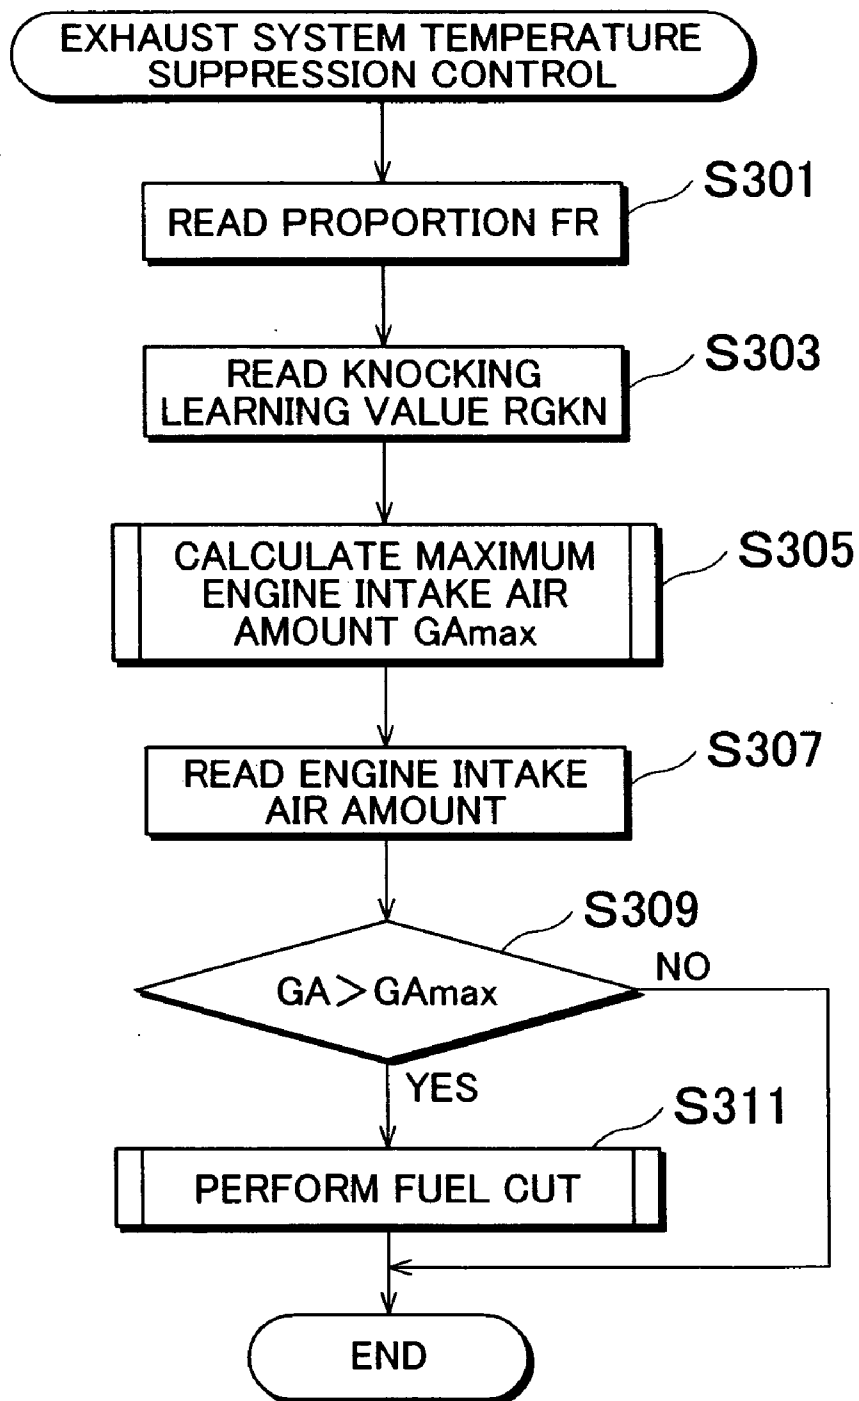 EXHAUST SYSTEM TEMPERATURE
SUPPRESSION CONTROL
S301
READ PROPORTION FR
S303
READ KNOCKING
LEARNING VALUE RGKN
S305
CALCULATE MAXIMUM
ENGINE INTAKE AIR
AMOUNT GAmax
S307
READ ENGINE INTAKE
AIR AMOUNT
S309
GA>GAmax
NO
YES
S311
PERFORM FUEL CUT
END